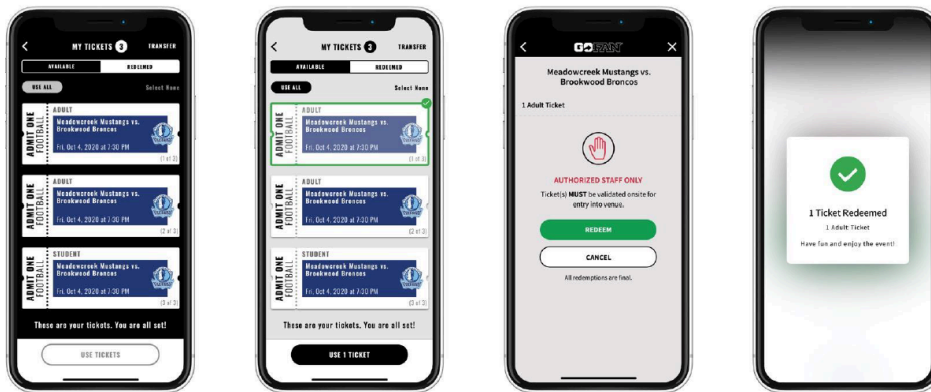 MY TICKETS 3
TRANSFER
AVAILABLE
REDEEMED
USE ALL
Select None
ADMIT ONE
FOOTBALL
ADULT
Meadowcreek Mustangs vs.
Brookwood Broncos
Fri. Oct 4, 2020 at 7:30 PM
(1 of 3)
ADMIT ONE
FOOTBALL
ADULT
Meadowcreek Mustangs vs.
Brookwood Broncos
Fri. Oct 4, 2020 at 7:30 PM
(2 of 3)
ADMIT ONE
FOOTBALL
STUDENT
Meadowcreek Mustangs vs.
Brookwood Broncos
Fri. Oct 4, 2020 at 7:30 PM
(3 of 3)
These are your tickets. You are all set!
USE TICKETS
MY TICKETS 3
TRANSFER
AVAILABLE
REDEEMED
USE ALL
Select None
ADMIT ONE
FOOTBALL
ADULT
Meadowcreek Mustangs vs.
Brookwood Broncos
Fri. Oct 4, 2020 at 7:30 PM
(1 of 3)
ADMIT ONE
FOOTBALL
ADULT
Meadowcreek Mustangs vs.
Brookwood Broncos
Fri. Oct 4, 2020 at 7:30 PM
(2 of 3)
ADMIT ONE
FOOTBALL
STUDENT
Meadowcreek Mustangs vs.
Brookwood Broncos
Fri. Oct 4, 2020 at 7:30 PM
(3 of 3)
These are your tickets. You are all set!
USE 1 TICKET
GOFAN
Meadowcreek Mustangs vs.
Brookwood Broncos
1 Adult Ticket
AUTHORIZED STAFF ONLY
Ticket(s) MUST be validated onsite for
entry into venue.
REDEEM
CANCEL
All redemptions are final.
1 Ticket Redeemed
1 Adult Ticket
Have fun and enjoy the event!